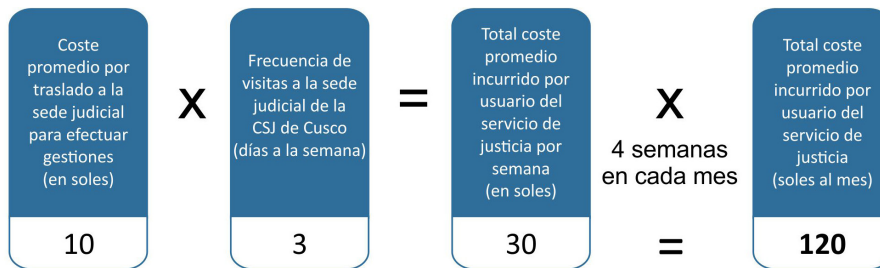 Coste
promedio por
traslado a la
sede judicial
para efectuar
gestiones
(en soles)
10
x
Frecuencia de
visitas a la sede
judicial de la
CSJ de Cusco
(días a la semana)
3
=
Total coste
promedio
incurrido por
usuario del
servicio de
justicia por
semana
(en soles)
30
x
4 semanas
en cada mes
=
Total coste
promedio
incurrido por
usuario del
servicio de
justicia
(soles al mes)
120